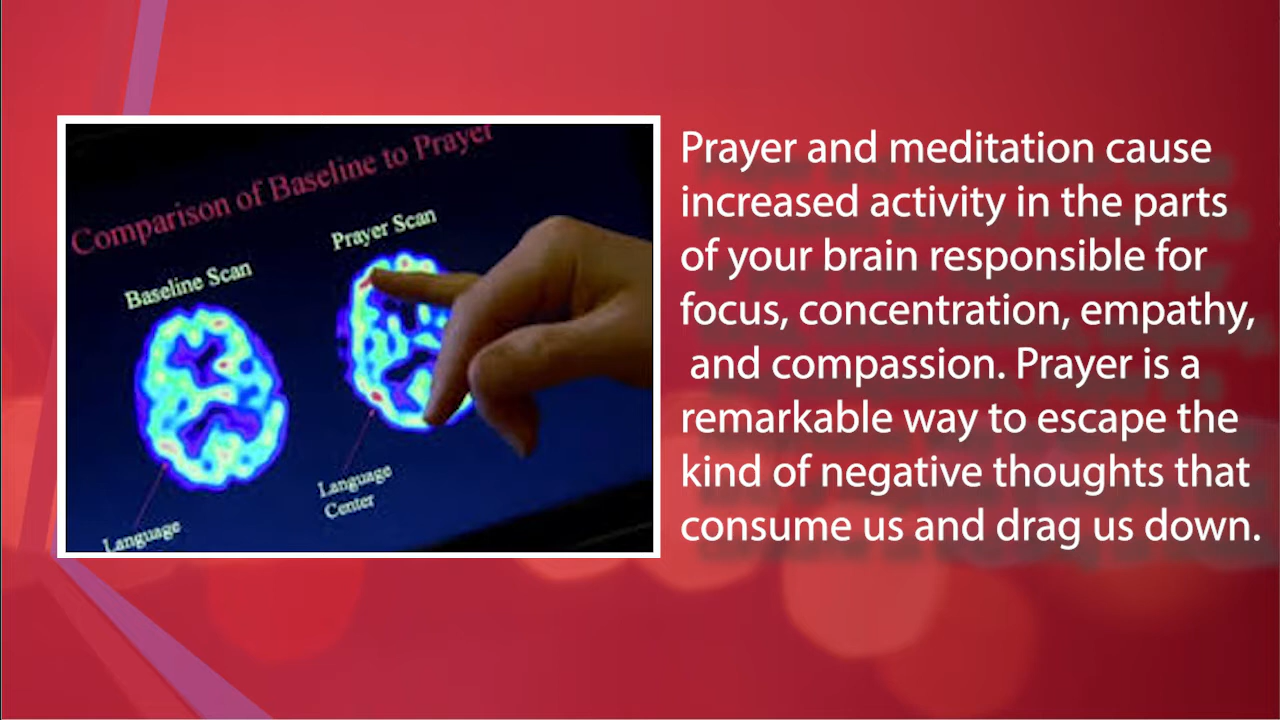 Comparison of Baseline to Prayer
Prayer Scan
Baseline Scan
Language
Center
Language
Prayer and meditation cause
increased activity in the parts
of your brain responsible for
focus, concentration, empathy,
and compassion. Prayer is a
remarkable way to escape the
kind of negative thoughts that
consume us and drag us down.